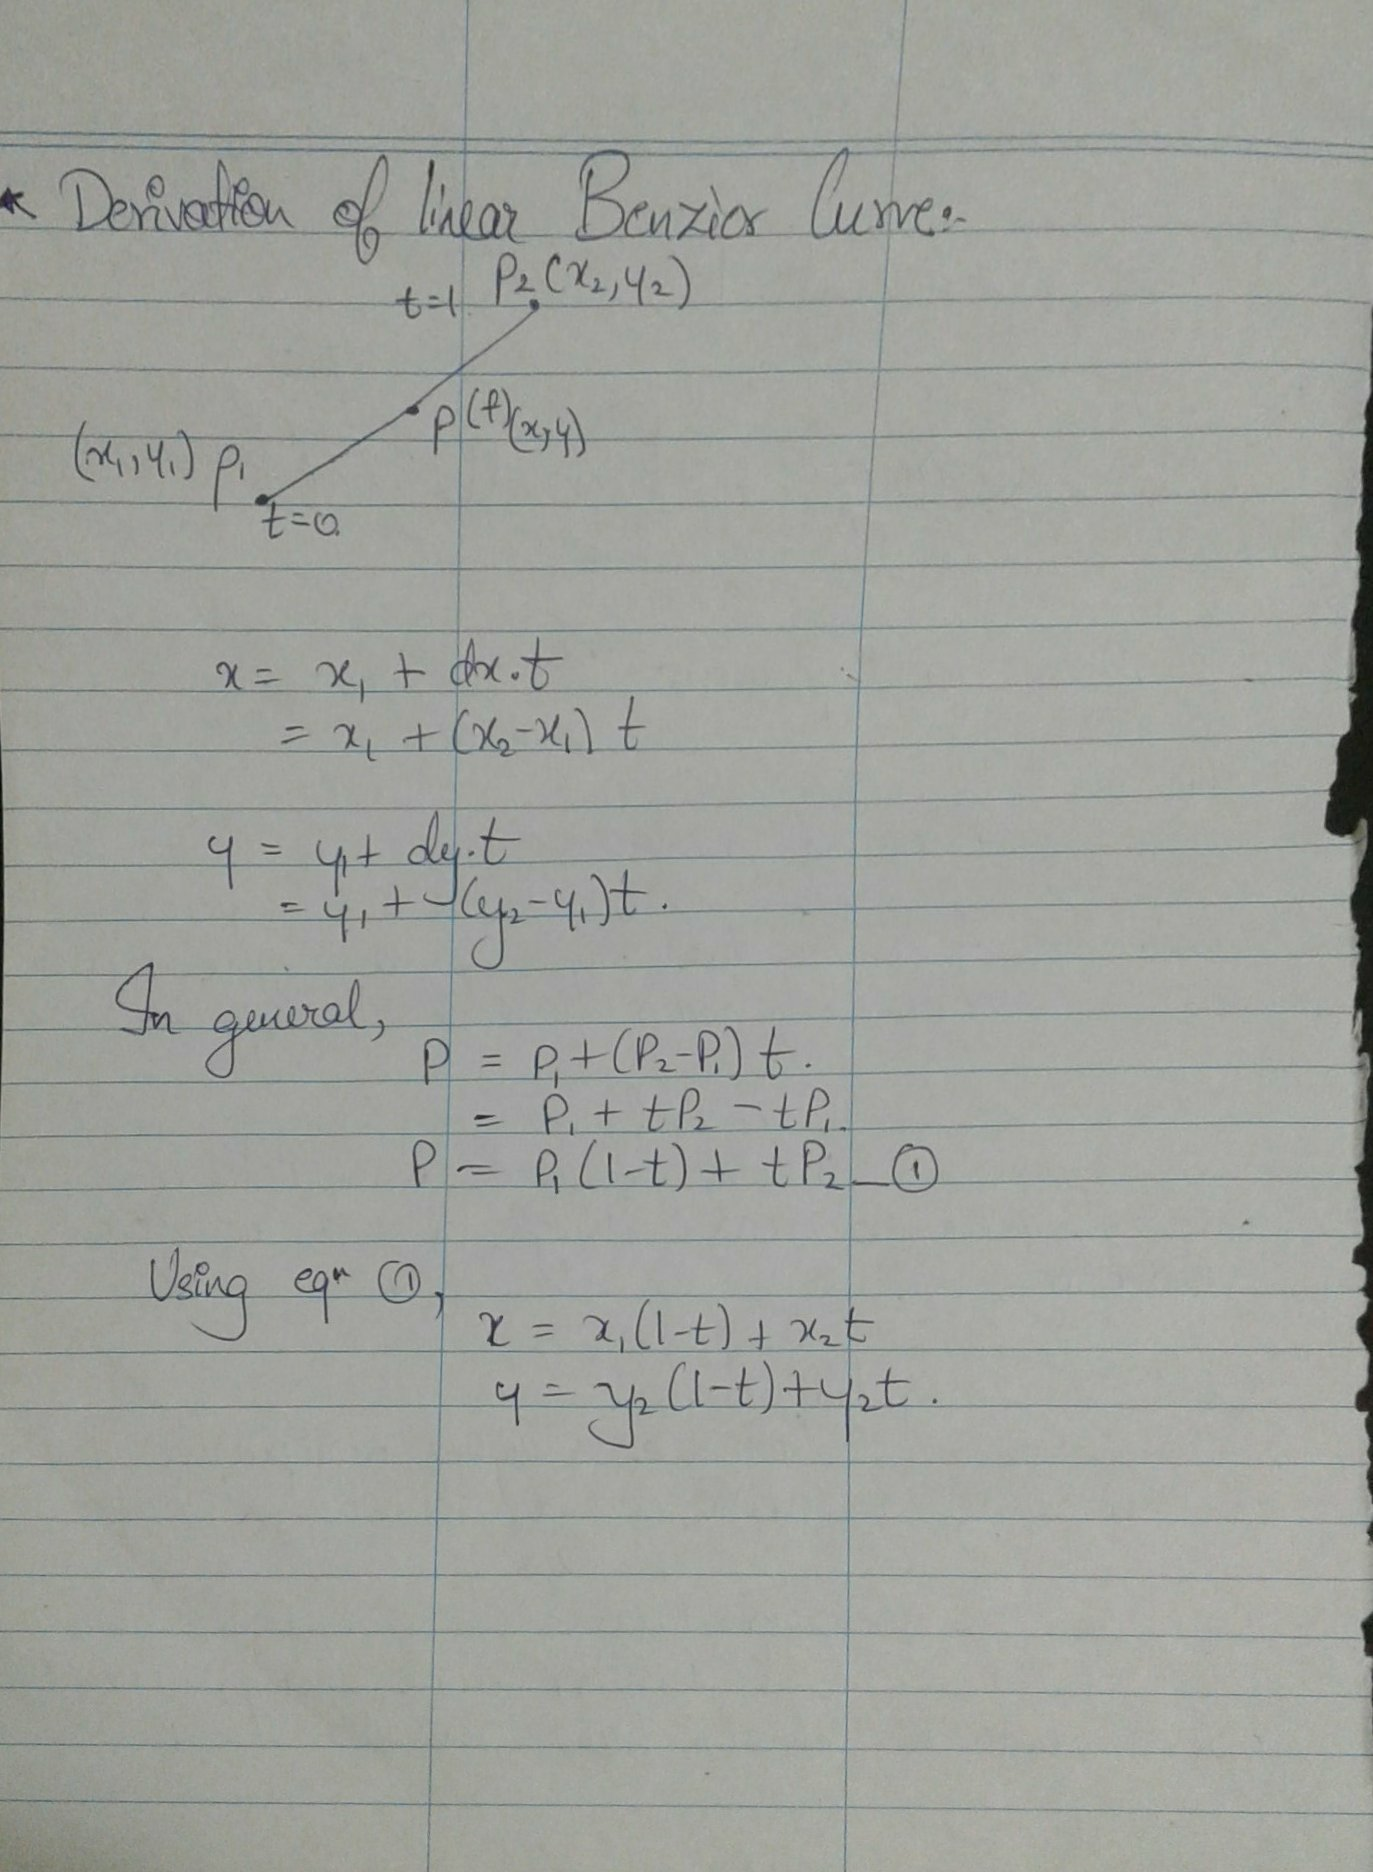 * Derivation of linear Benzior Curve:-
t=1 P₂(x₂,y₂)
P(t)(x,y)
(x₁,y₁) P₁
t=0
x = x₁ + dx.t
= x₁ + (x₂-x₁) t
y = y₁ + dy.t
= y₁ + (y₂-y₁)t.
In general,
P = P₁+(P₂-P₁) t.
= P₁ + tP₂ - tP₁.
P = P₁(1-t) + tP₂ — ①
Using eqⁿ ①,
x = x₁(1-t) + x₂t
y = y₂(1-t)+y₂t.